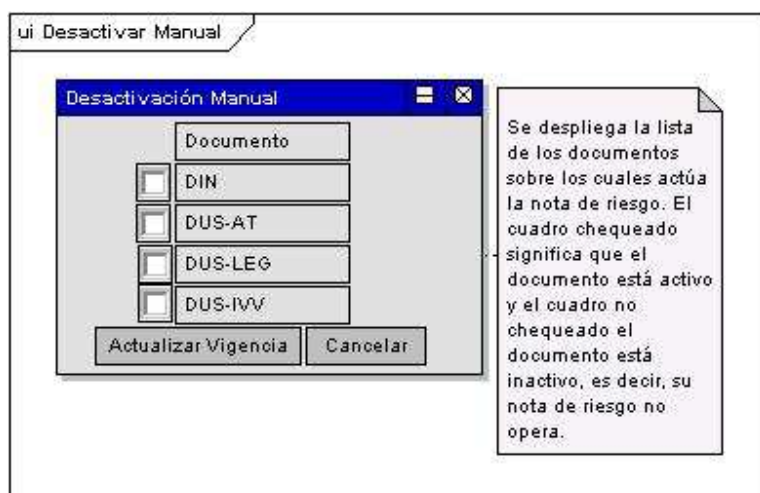 ui Desactivar Manual
Desactivación Manual
Documento
DIN
DUS-AT
DUS-LEG
DUS-IVV
Actualizar Vigencia
Cancelar
Se despliega la lista
de los documentos
sobre los cuales actúa
la nota de riesgo. El
cuadro chequeado
significa que el
documento está activo
y el cuadro no
chequeado el
documento está
inactivo, es decir, su
nota de riesgo no
opera.